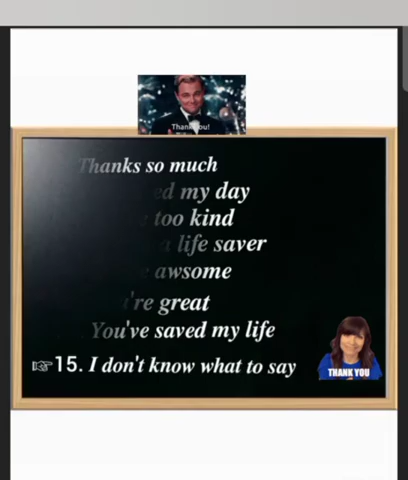 Thank you!
Thanks so much
my day
too kind
a life saver
awsome
're great
You've saved my life
☞15. I don't know what to say
THANK YOU